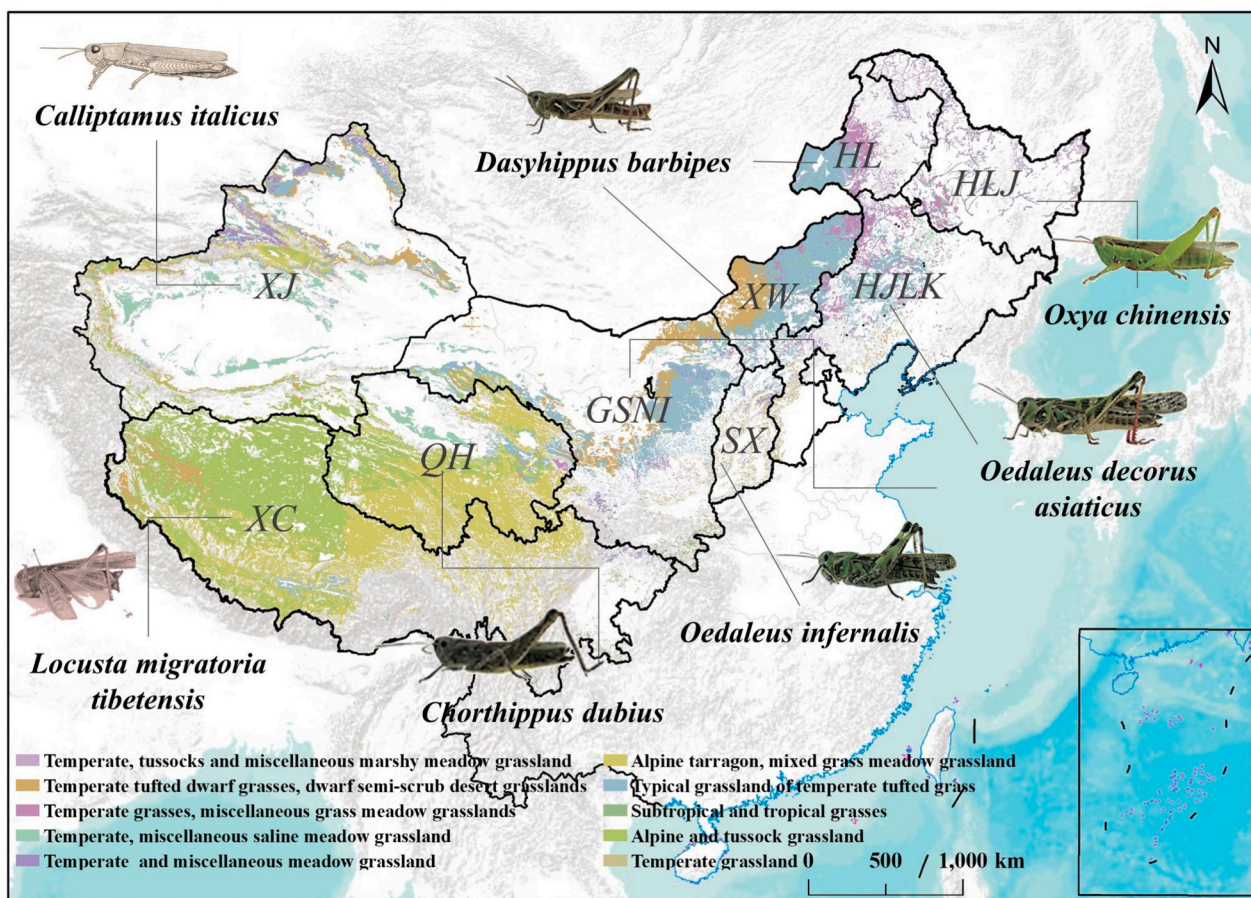 N
Calliptamus italicus
Dasyhippus barbipes
HL
HLJ
XJ
XW
HJLK
Oxya chinensis
GSNI
SX
QH
XC
Oedaleus decorus
asiaticus
Oedaleus infernalis
Locusta migratoria
tibetensis
Chorthippus dubius
Temperate, tussocks and miscellaneous marshy meadow grassland
Temperate tufted dwarf grasses, dwarf semi-scrub desert grasslands
Temperate grasses, miscellaneous grass meadow grasslands
Temperate, miscellaneous saline meadow grassland
Temperate and miscellaneous meadow grassland
Alpine tarragon, mixed grass meadow grassland
Typical grassland of temperate tufted grass
Subtropical and tropical grasses
Alpine and tussock grassland
Temperate grassland
0 500 1,000 km